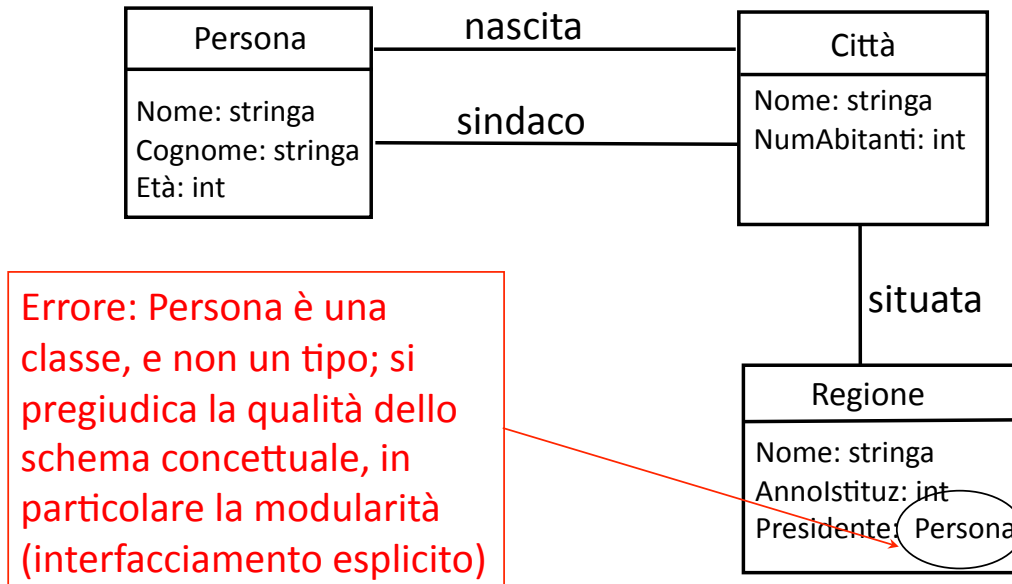 Persona
Nome: stringa
Cognome: stringa
Età: int
nascita
sindaco
Città
Nome: stringa
NumAbitanti: int
situata
Regione
Nome: stringa
AnnoIstituz: int
Presidente: Persona
Errore: Persona è una
classe, e non un tipo; si
pregiudica la qualità dello
schema concettuale, in
particolare la modularità
(interfacciamento esplicito)